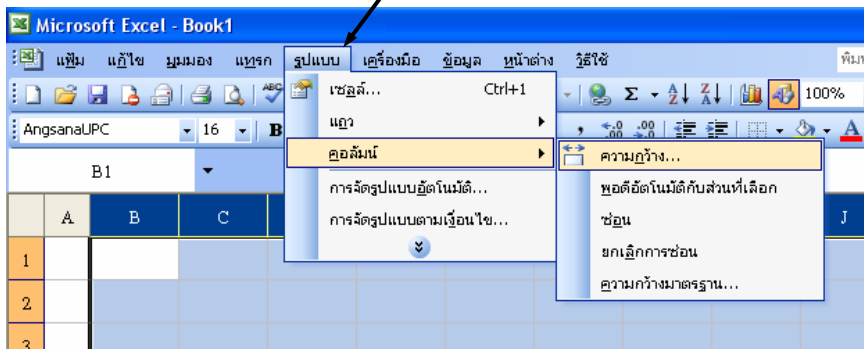 Microsoft Excel - Book1
แฟ้ม แก้ไข มุมมอง แทรก รูปแบบ เครื่องมือ ข้อมูล หน้าต่าง วิธีใช้
ABC Σ A Z Z A 100%
AngsanaUPC 16 B , .0 .00 .00 .0 A
B1
เซลล์... Ctrl+1
แถว
คอลัมน์
การจัดรูปแบบอัตโนมัติ...
การจัดรูปแบบตามเงื่อนไข...
ความกว้าง...
พอดีอัตโนมัติกับส่วนที่เลือก
ซ่อน
ยกเลิกการซ่อน
ความกว้างมาตรฐาน...
A B C J
1
2
3